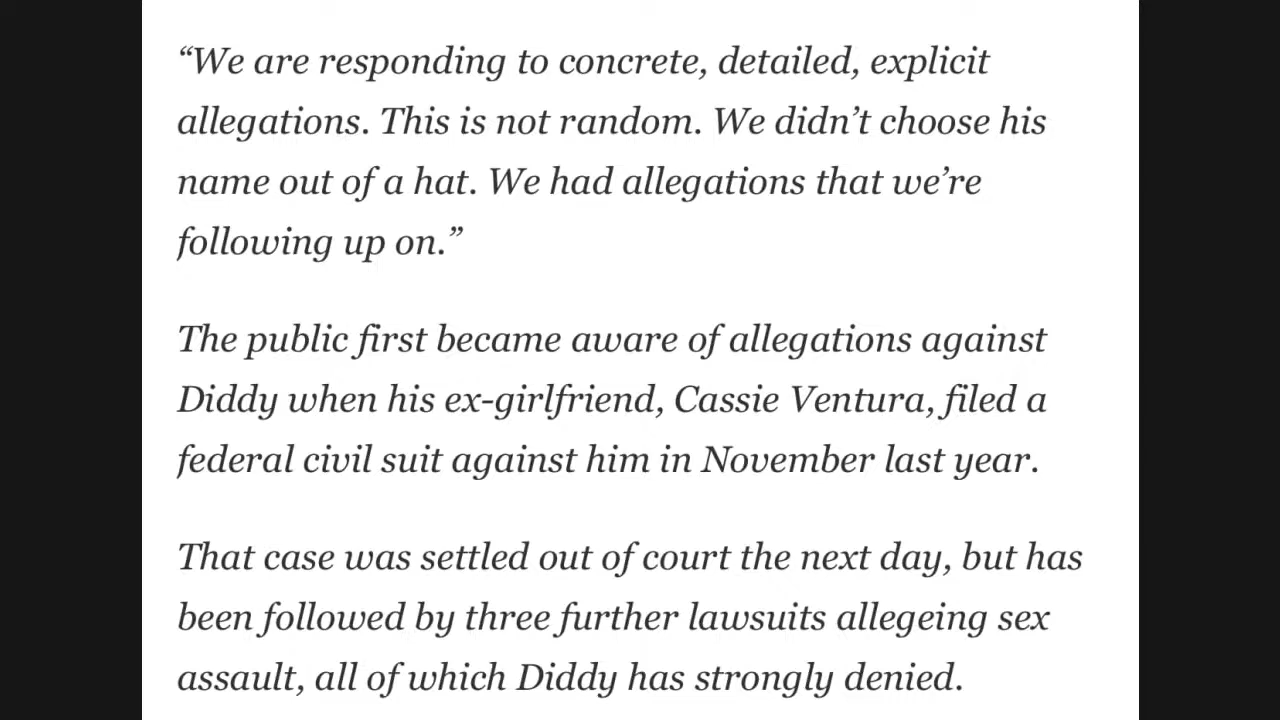 “We are responding to concrete, detailed, explicit
allegations. This is not random. We didn’t choose his
name out of a hat. We had allegations that we’re
following up on.”
The public first became aware of allegations against
Diddy when his ex-girlfriend, Cassie Ventura, filed a
federal civil suit against him in November last year.
That case was settled out of court the next day, but has
been followed by three further lawsuits allegeing sex
assault, all of which Diddy has strongly denied.